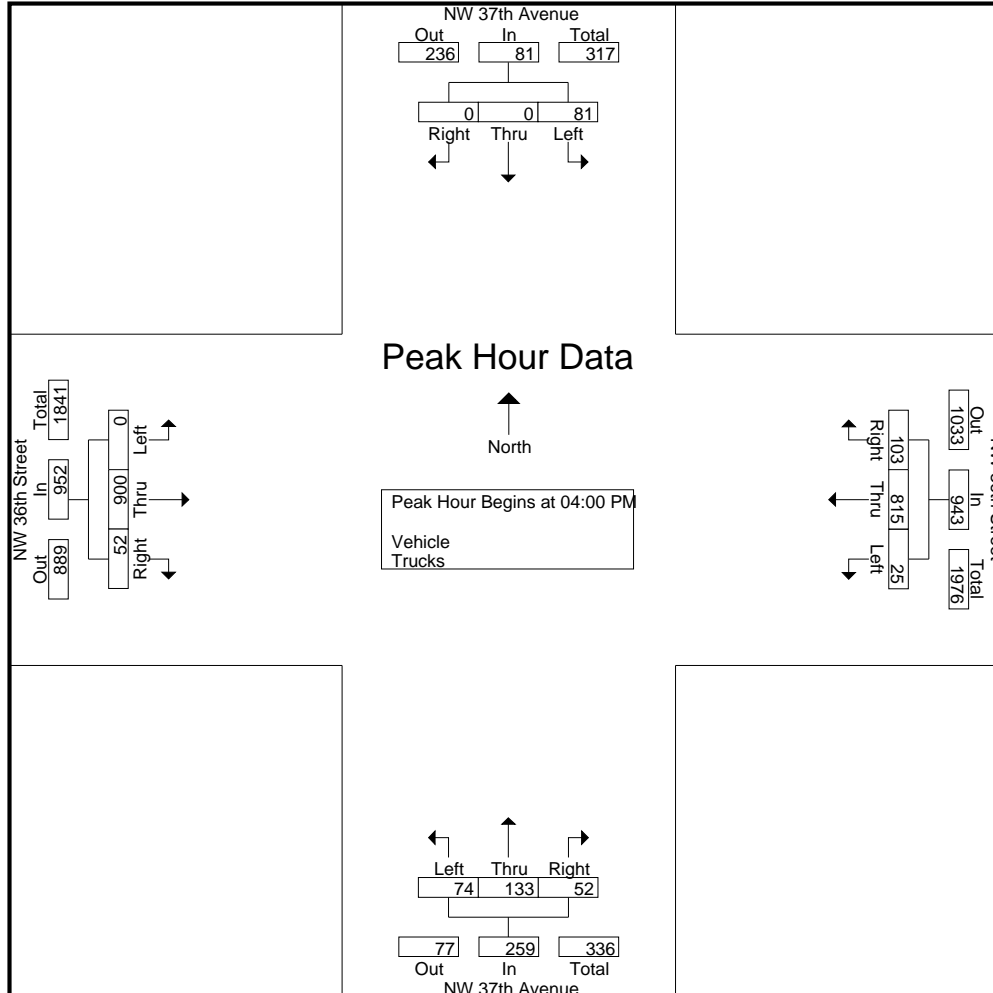 NW 37th Avenue
Out In Total
236 81 317
0 0 81
Right Thru Left
Peak Hour Data
North
Peak Hour Begins at 04:00 PM
Vehicle
Trucks
NW 36th Street
Out In Total
889 952 1841
Right Thru Left
52 900 0
Out In Total
1033 943 1976
Right Thru Left
103 815 25
Left Thru Right
74 133 52
77 259 336
Out In Total
NW 37th Avenue